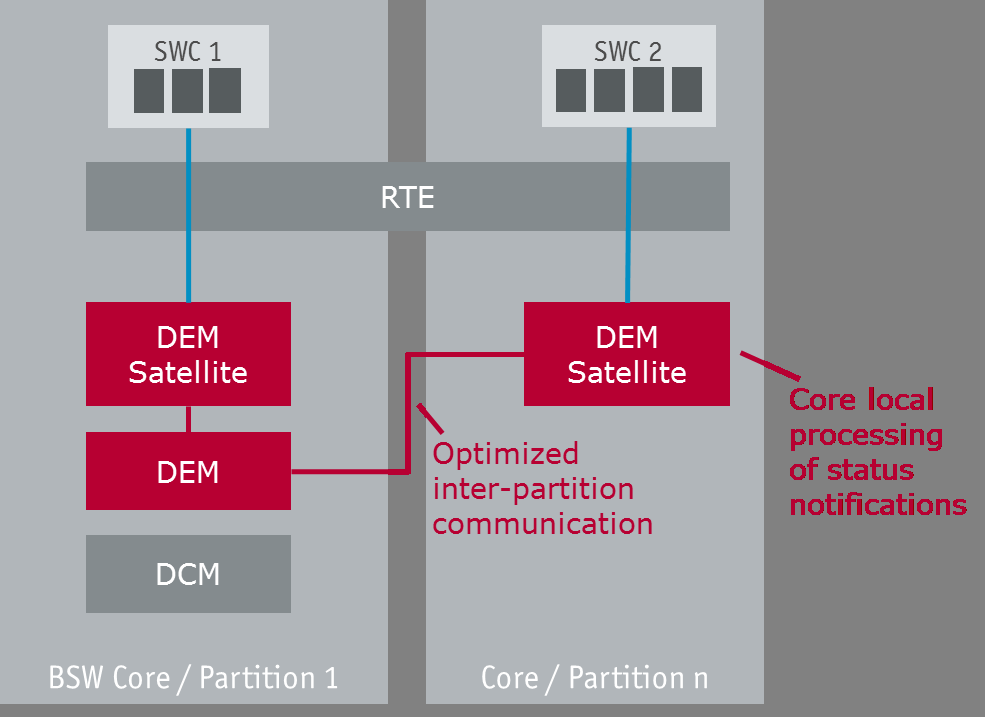 SWC 1
SWC 2
RTE
DEM
Satellite
DEM
Satellite
Core local
processing
of status
notifications
Optimized
inter-partition
communication
DEM
DCM
BSW Core / Partition 1
Core / Partition n